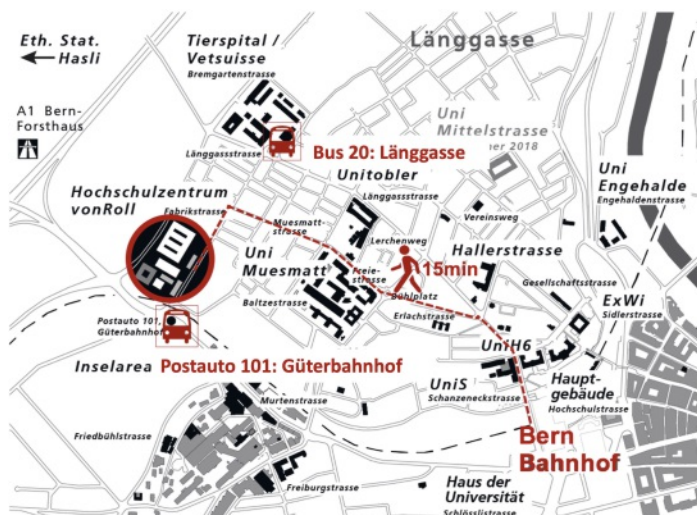 Eth. Stat.
Hasli
Tierspital /
Vetsuisse
Bremgartenstrasse
Länggasse
A1 Bern-
Forsthaus
Uni
Mittelstrasse
2018
Länggassstrasse
Bus 20: Länggasse
Unitobler
Länggassstrasse
Uni
Engehalde
Engehaldenstrasse
Hochschulzentrum
vonRoll
Fabrikstrasse
Muesmatt-
strasse
Vereinsweg
Lerchenweg
Hallerstrasse
Uni
Muesmatt
Freie-
strasse
15min
Gesellschaftsstrasse
Baltzestrasse
Bühlplatz
Erlachstrasse
ExWi
Sidlerstrasse
Postauto 101,
Güterbahnhof
UniH6
Inselarea
Postauto 101: Güterbahnhof
UniS
Schanzeneckstrasse
Haupt-
gebäude
Hochschulstrasse
Murtenstrasse
Friedbühlstrasse
Bern
Bahnhof
Freiburgstrasse
Haus der
Universität
Schlösslistrasse